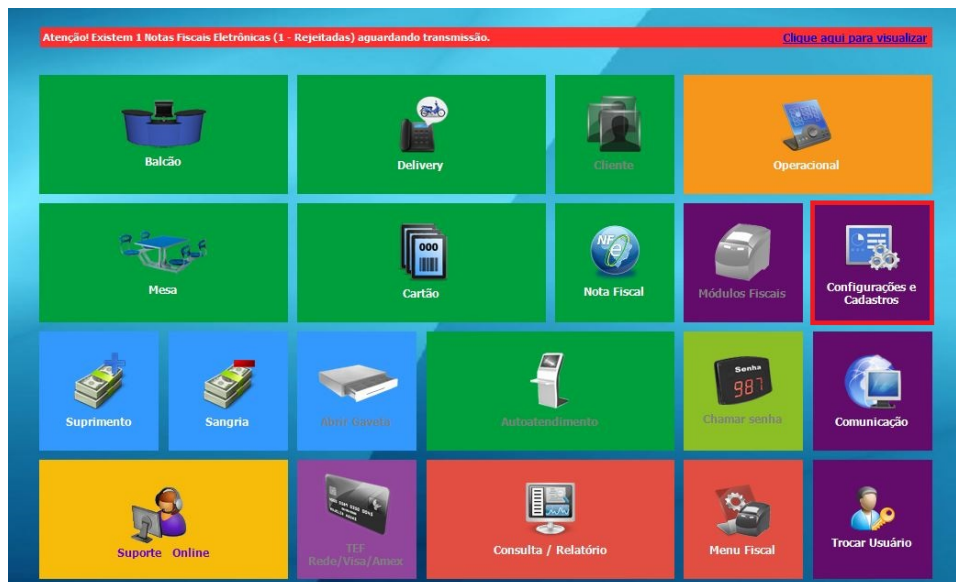 Atenção! Existem 1 Notas Fiscais Eletrônicas (1 - Rejeitadas) aguardando transmissão. Clique aqui para visualizar
Balcão
Delivery
Cliente
Operacional
Mesa
000
Cartão
NF
e
Nota Fiscal
Módulos Fiscais
Configurações e
Cadastros
Suprimento
Sangria
Abrir Gaveta
Autoatendimento
Senha
987
Chamar senha
Comunicação
Suporte Online
TEF
Rede/Visa/Amex
Consulta / Relatório
Menu Fiscal
Trocar Usuário